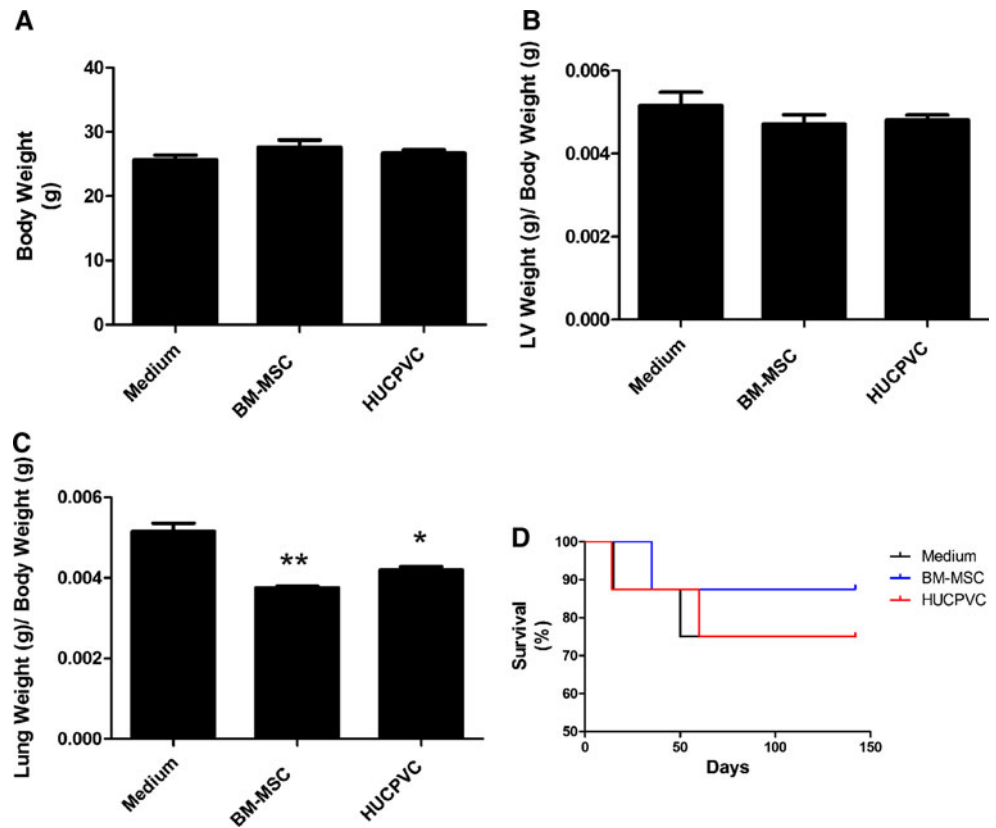 A
Body Weight
(g)
40
30
20
10
0
Medium
BM-MSC
HUCPVC
B
LV Weight (g)/ Body Weight (g)
0.006
0.004
0.002
0.000
Medium
BM-MSC
HUCPVC
C
Lung Weight (g)/ Body Weight (g)
0.006
0.004
0.002
0.000
**
*
Medium
BM-MSC
HUCPVC
D
Survival
(%)
100
90
80
70
60
50
0
50
100
150
Days
Medium
BM-MSC
HUCPVC